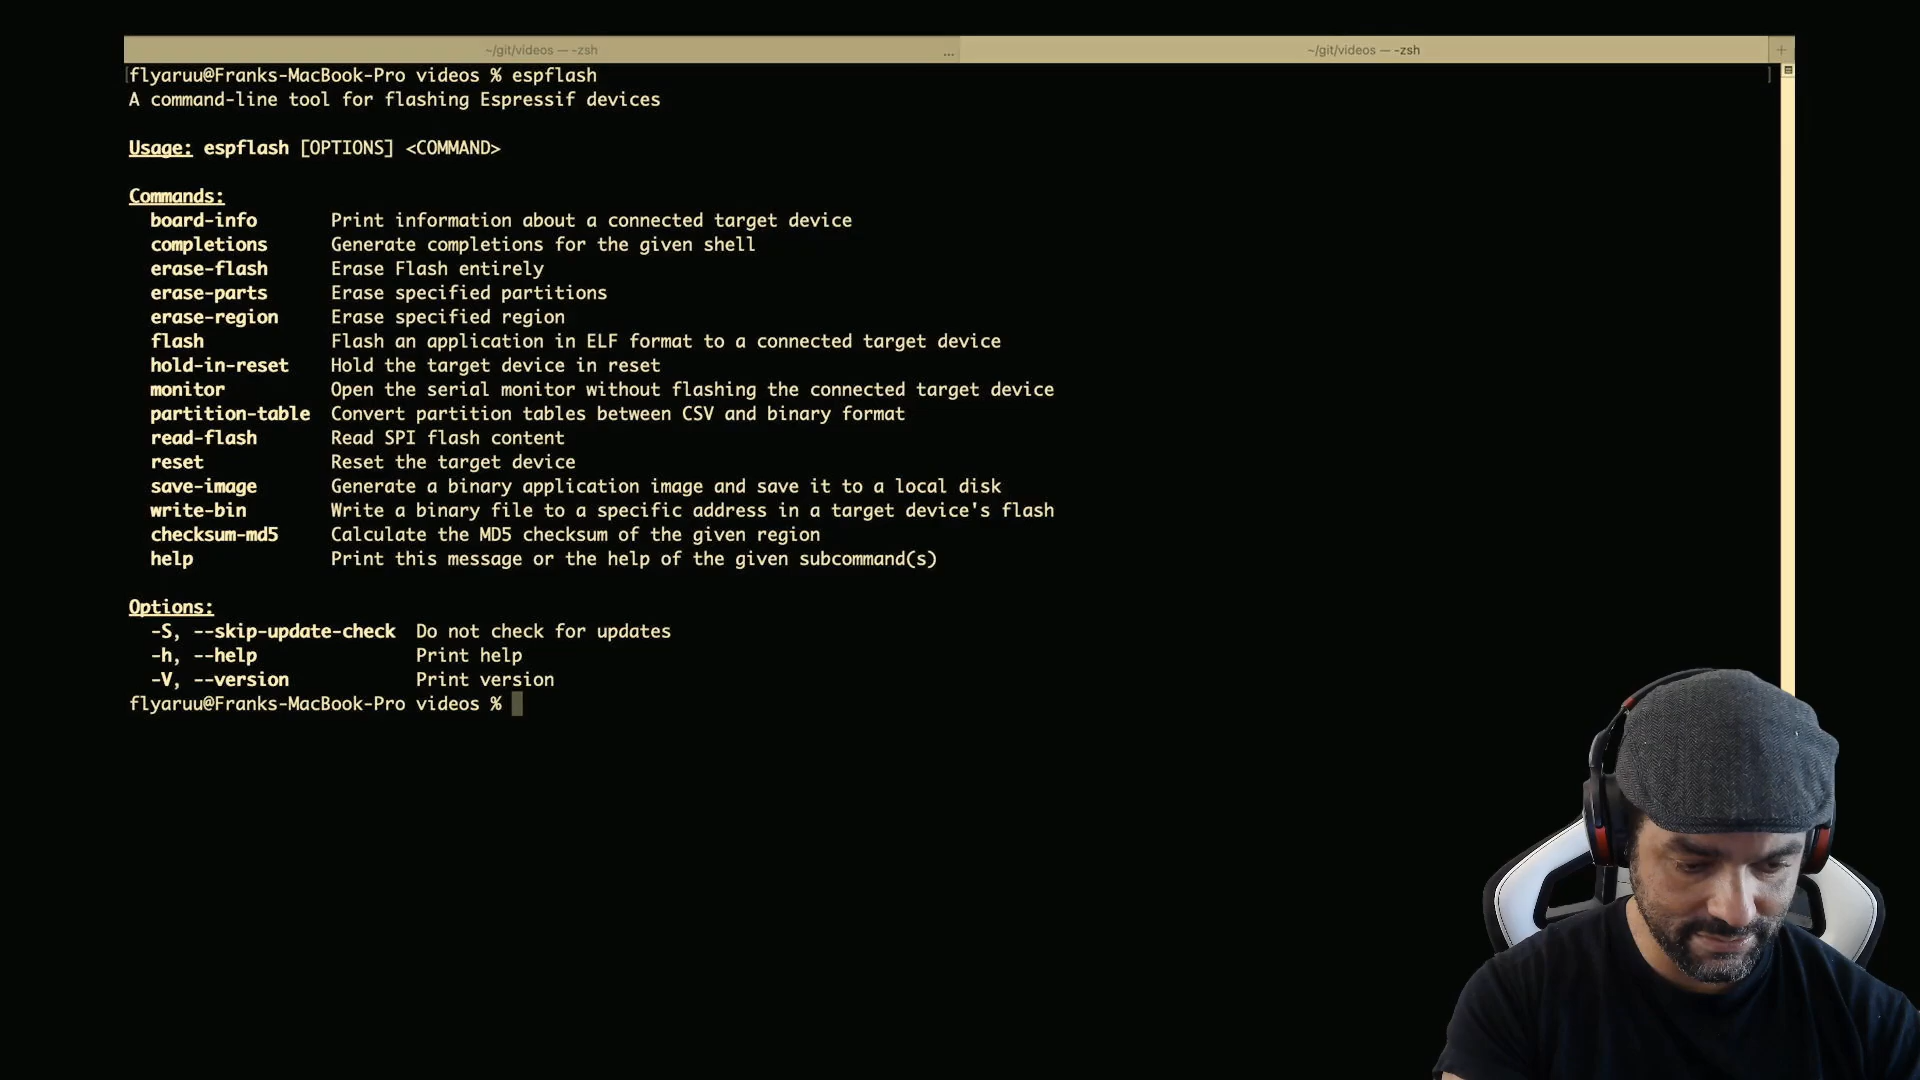 ~/git/videos — -zsh ... ~/git/videos — -zsh +
[flyaruu@Franks-MacBook-Pro videos % espflash ]
A command-line tool for flashing Espressif devices
Usage: espflash [OPTIONS] <COMMAND>
Commands:
board-info Print information about a connected target device
completions Generate completions for the given shell
erase-flash Erase Flash entirely
erase-parts Erase specified partitions
erase-region Erase specified region
flash Flash an application in ELF format to a connected target device
hold-in-reset Hold the target device in reset
monitor Open the serial monitor without flashing the connected target device
partition-table Convert partition tables between CSV and binary format
read-flash Read SPI flash content
reset Reset the target device
save-image Generate a binary application image and save it to a local disk
write-bin Write a binary file to a specific address in a target device's flash
checksum-md5 Calculate the MD5 checksum of the given region
help Print this message or the help of the given subcommand(s)
Options:
-S, --skip-update-check Do not check for updates
-h, --help Print help
-V, --version Print version
flyaruu@Franks-MacBook-Pro videos %